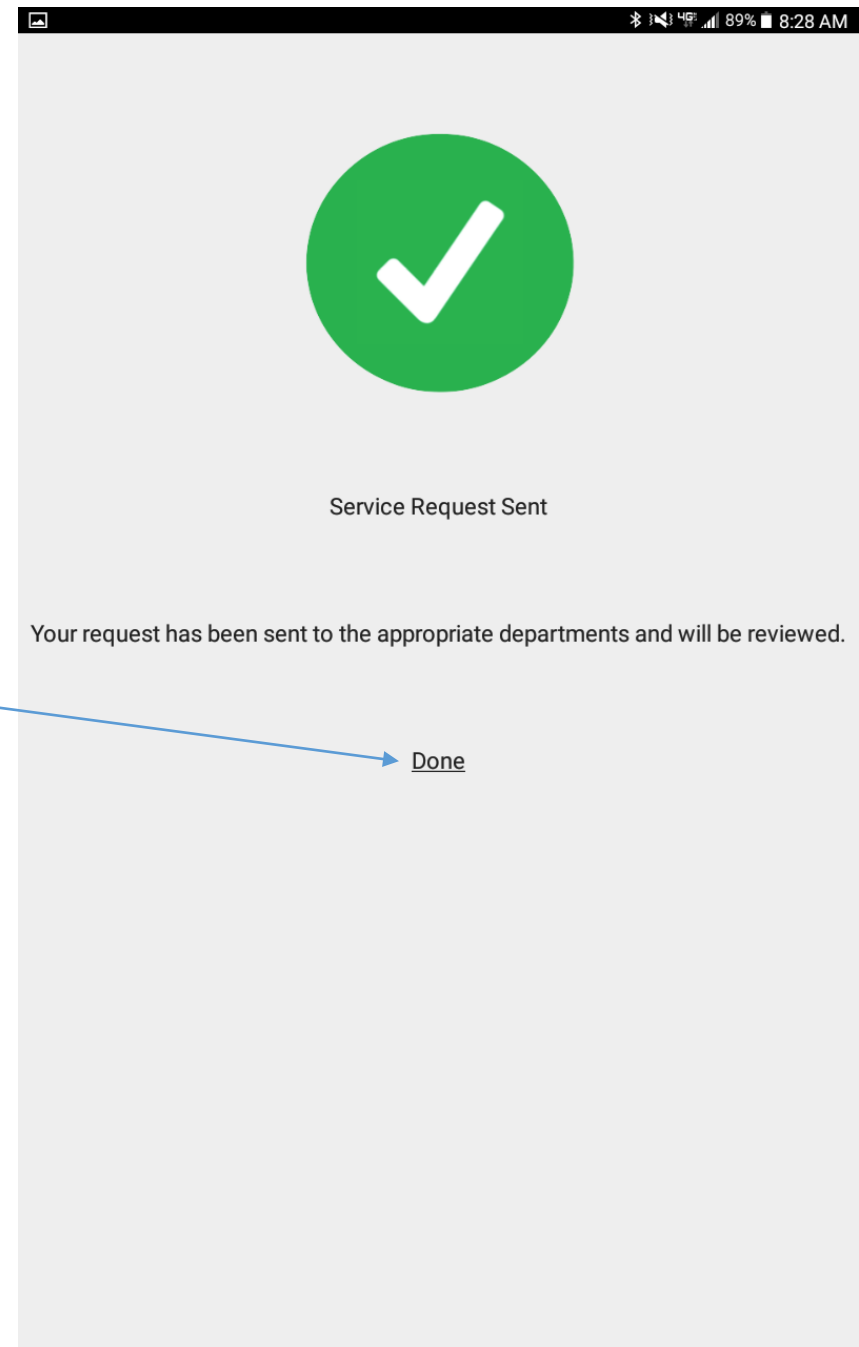 4G 89% 8:28 AM
Service Request Sent
Your request has been sent to the appropriate departments and will be reviewed.
Done